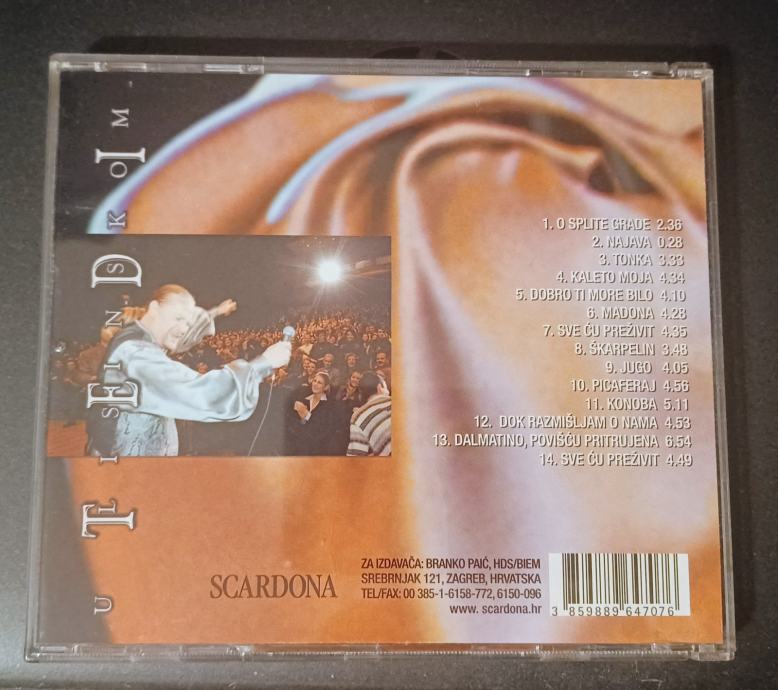 TEDI
U LISINSKOM
1. O SPLITE GRADE 2.36
2. NAJAVA 0:28
3. TONKA 3.33
4. KALETO MOJA 4.34
5. DOBRO TI MORE BILO 4.10
6. MADONA 4.28
7. SVE ĆU PREŽIVIT 4.35
8. ŠKARPELIN 3.48
9. JUGO 4.05
10. PICAFERAJ 4.56
11. KONOBA 5.11
12. DOK RAZMIŠLJAM O NAMA 4.53
13. DALMATINO, POVIŠĆU PRITRUJENA 6:54
14. SVE ĆU PREŽIVIT 4.49
SCARDONA
ZA IZDAVAČA: BRANKO PAIĆ, HDS/BIEM
SREBRNJAK 121, ZAGREB, HRVATSKA
TEL/FAX: 00 385-1-6158-772, 6150-096
www. scardona.hr
3 859889 647076